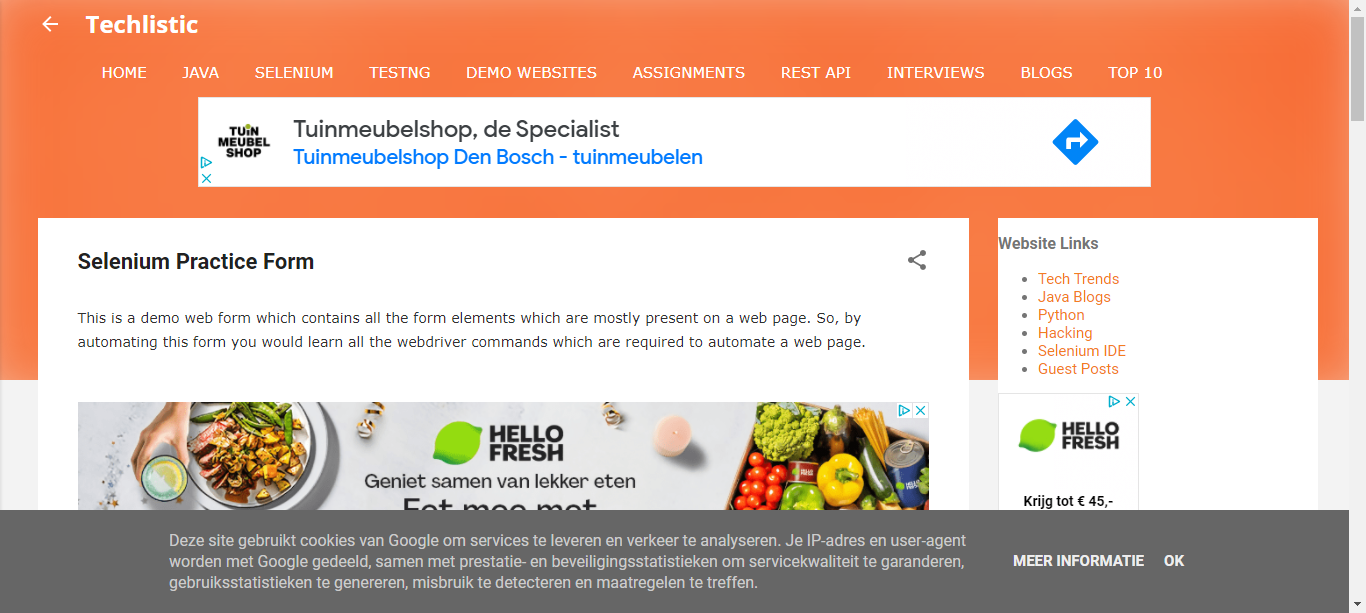 Techlistic
HOME JAVA SELENIUM TESTNG DEMO WEBSITES ASSIGNMENTS REST API INTERVIEWS BLOGS TOP 10
TUIN
MEUBEL
SHOP
Tuinmeubelshop, de Specialist
Tuinmeubelshop Den Bosch - tuinmeubelen
Selenium Practice Form
This is a demo web form which contains all the form elements which are mostly present on a web page. So, by
automating this form you would learn all the webdriver commands which are required to automate a web page.
HELLO
FRESH
Geniet samen van lekker eten
Eet mee met
Website Links
Tech Trends
Java Blogs
Python
Hacking
Selenium IDE
Guest Posts
HELLO
FRESH
Krijg tot € 45,-
Deze site gebruikt cookies van Google om services te leveren en verkeer te analyseren. Je IP-adres en user-agent
worden met Google gedeeld, samen met prestatie- en beveiligingsstatistieken om servicekwaliteit te garanderen,
gebruiksstatistieken te genereren, misbruik te detecteren en maatregelen te treffen.
MEER INFORMATIE OK